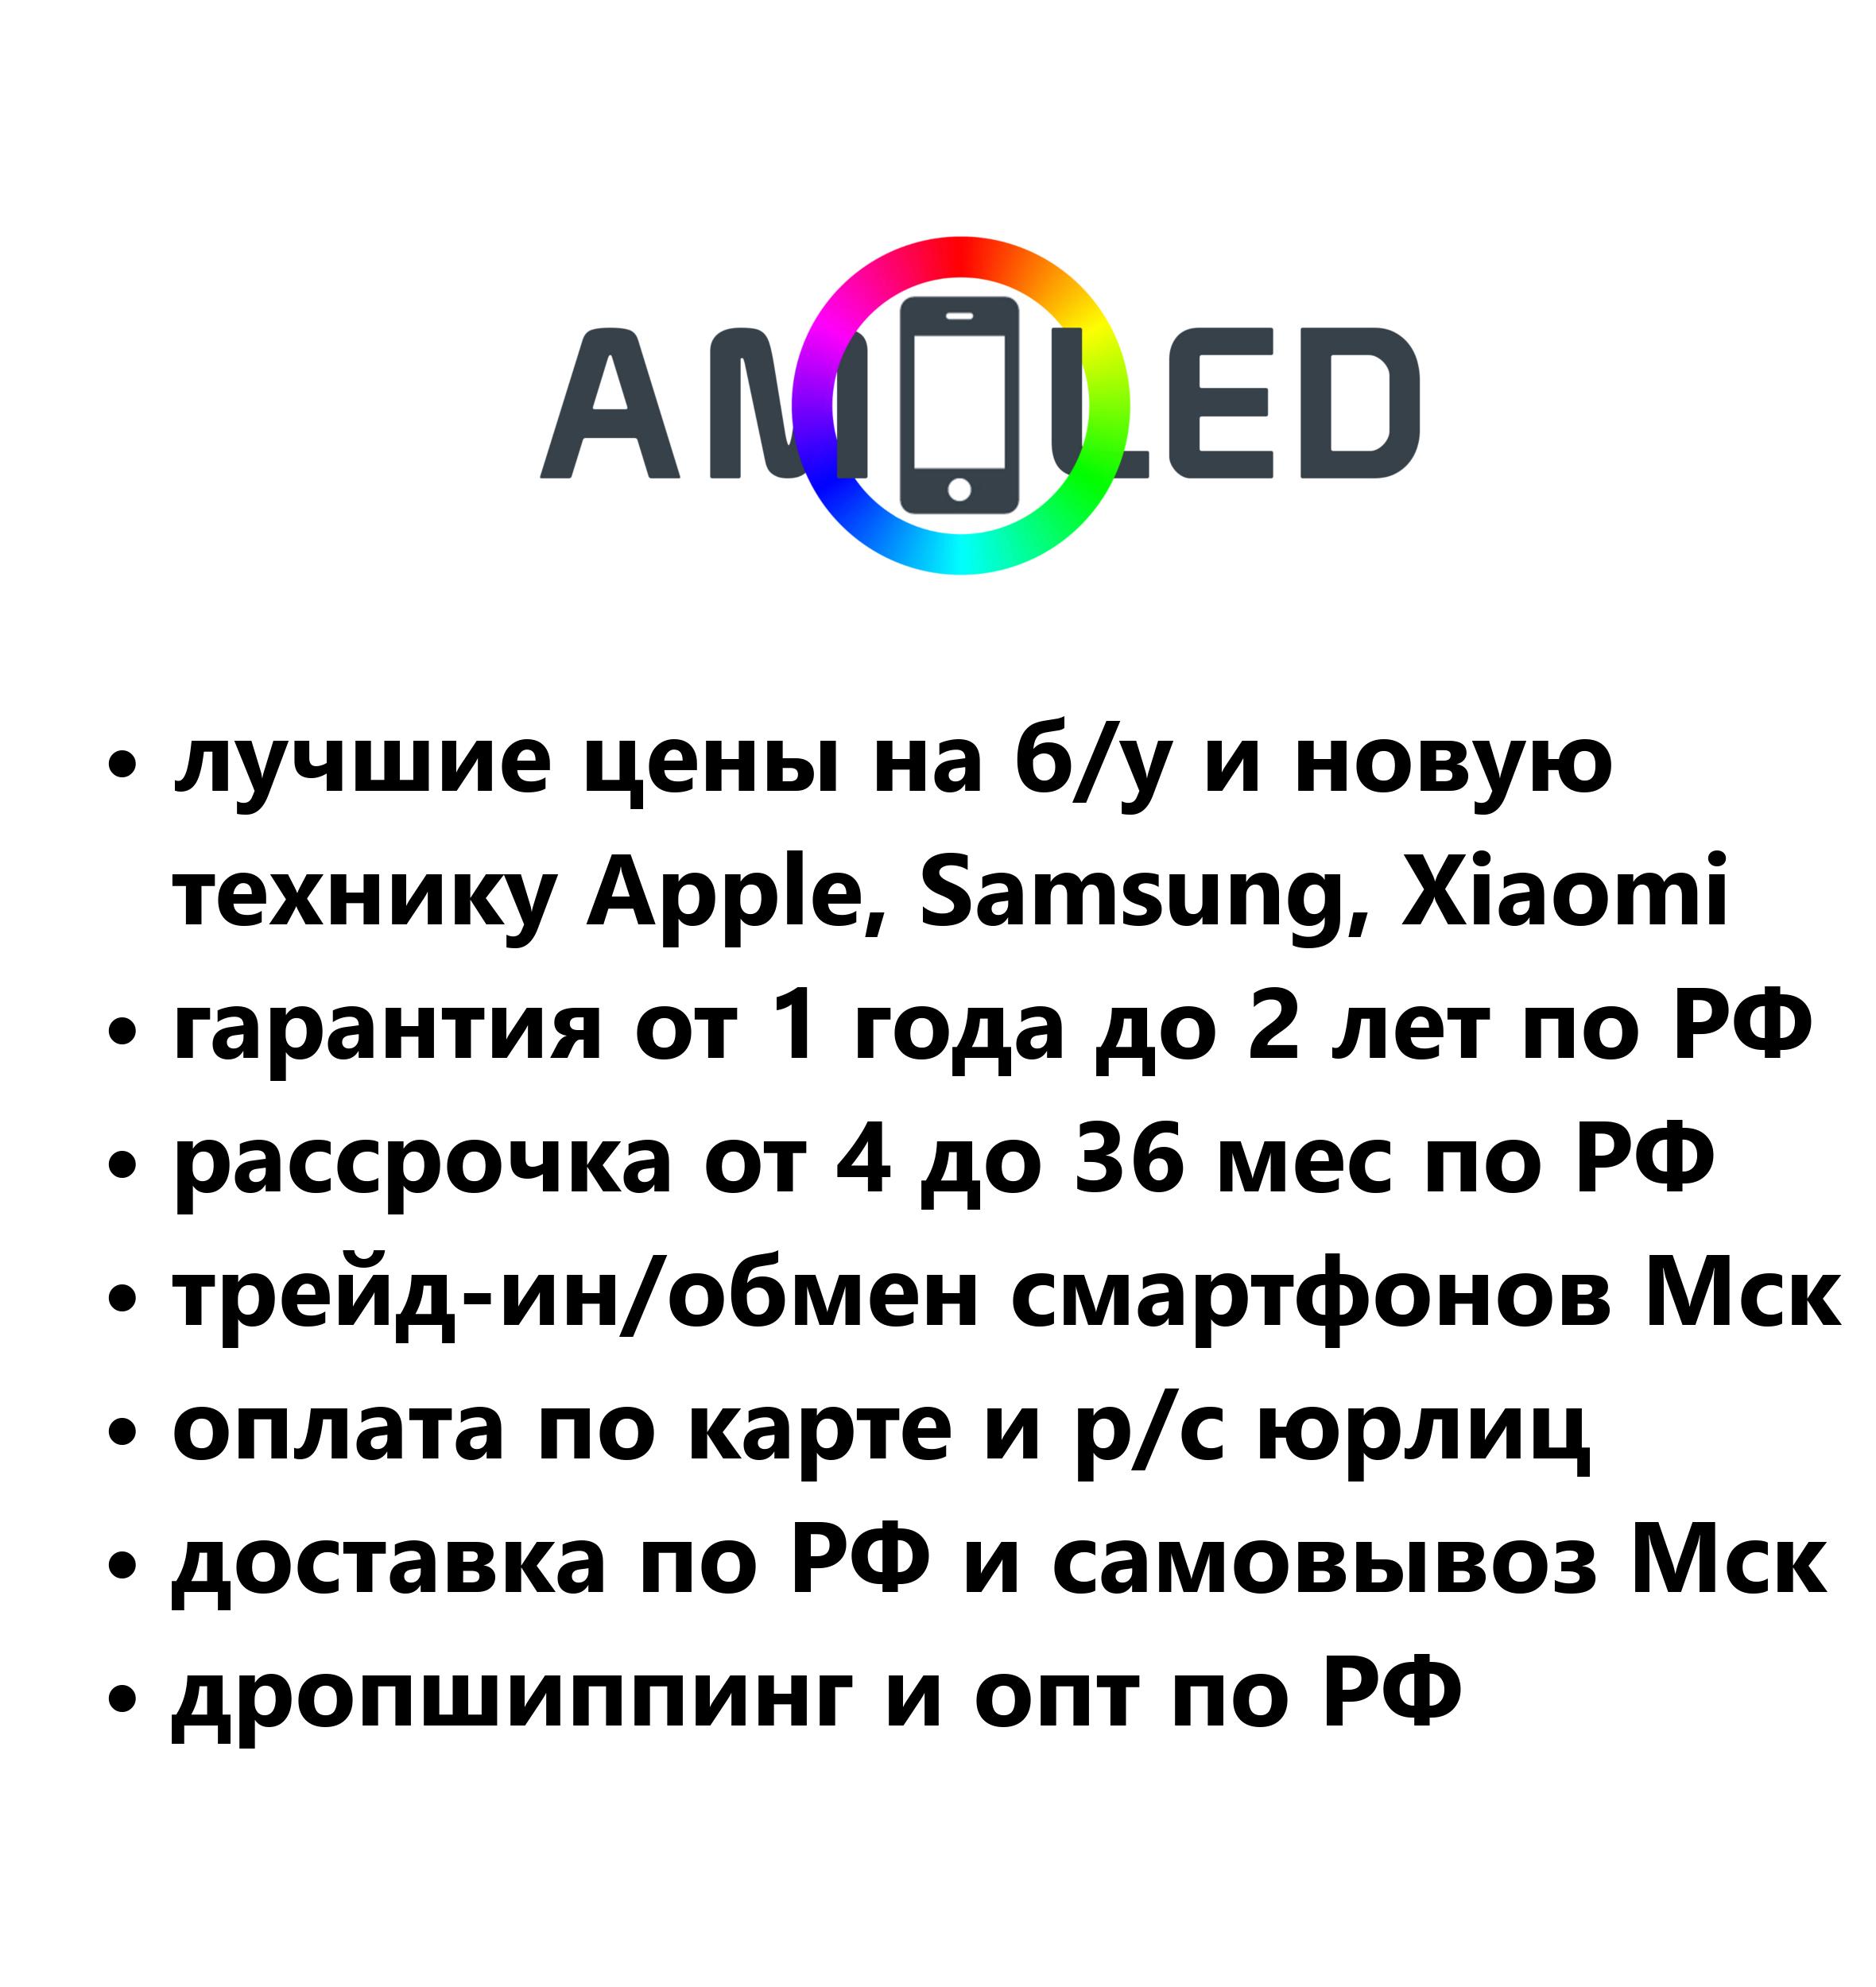 AMOLED
• лучшие цены на б/у и новую
технику Apple, Samsung, Xiaomi
• гарантия от 1 года до 2 лет по РФ
• рассрочка от 4 до 36 мес по РФ
• трейд-ин/обмен смартфонов Мск
• оплата по карте и р/с юрлиц
• доставка по РФ и самовывоз Мск
• дропшиппинг и опт по РФ